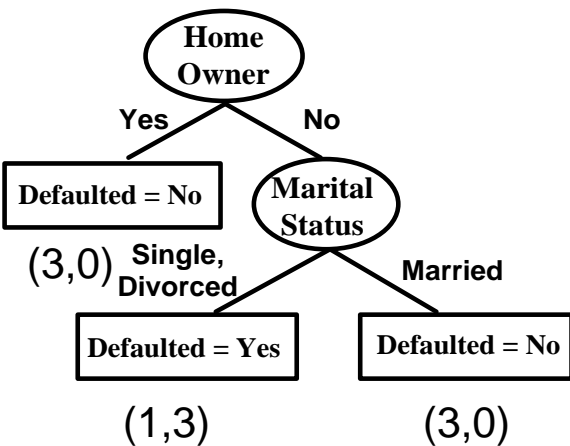 Home
Owner
Yes
No
Defaulted = No
Marital
Status
(3,0)
Single,
Divorced
Married
Defaulted = Yes
Defaulted = No
(1,3)
(3,0)